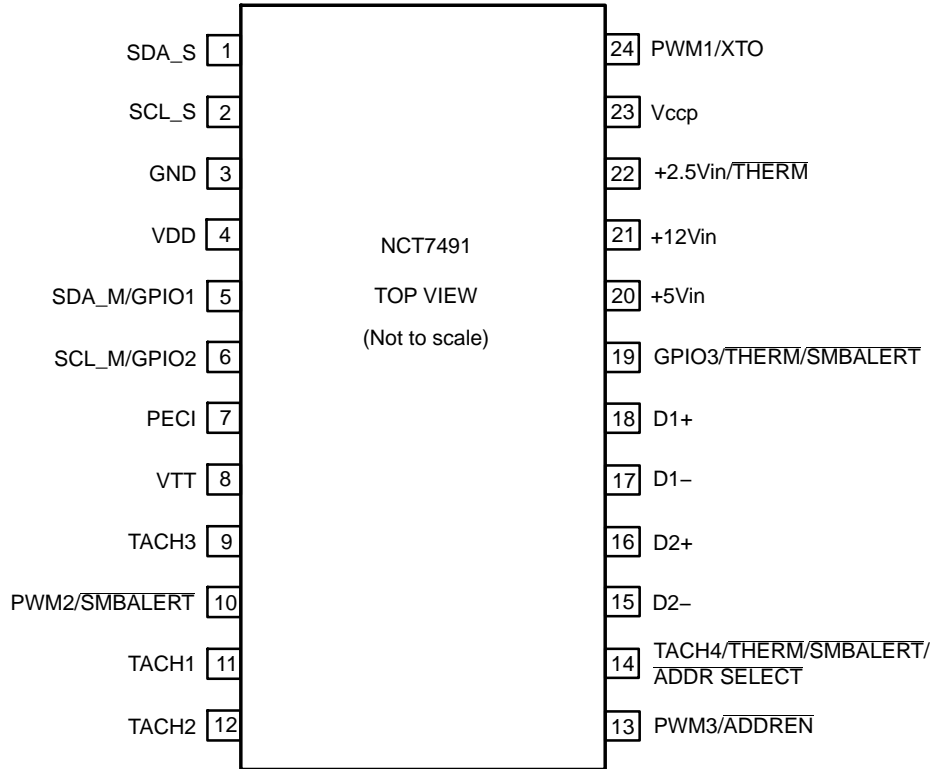 SDA_S 1
SCL_S 2
GND 3
VDD 4
SDA_M/GPIO1 5
SCL_M/GPIO2 6
PECI 7
VTT 8
TACH3 9
PWM2/SMBALERT 10
TACH1 11
TACH2 12
NCT7491
TOP VIEW
(Not to scale)
24 PWM1/XTO
23 Vccp
22 +2.5Vin/THERM
21 +12Vin
20 +5Vin
19 GPIO3/THERM/SMBALERT
18 D1+
17 D1−
16 D2+
15 D2−
14 TACH4/THERM/SMBALERT/
ADDR SELECT
13 PWM3/ADDREN